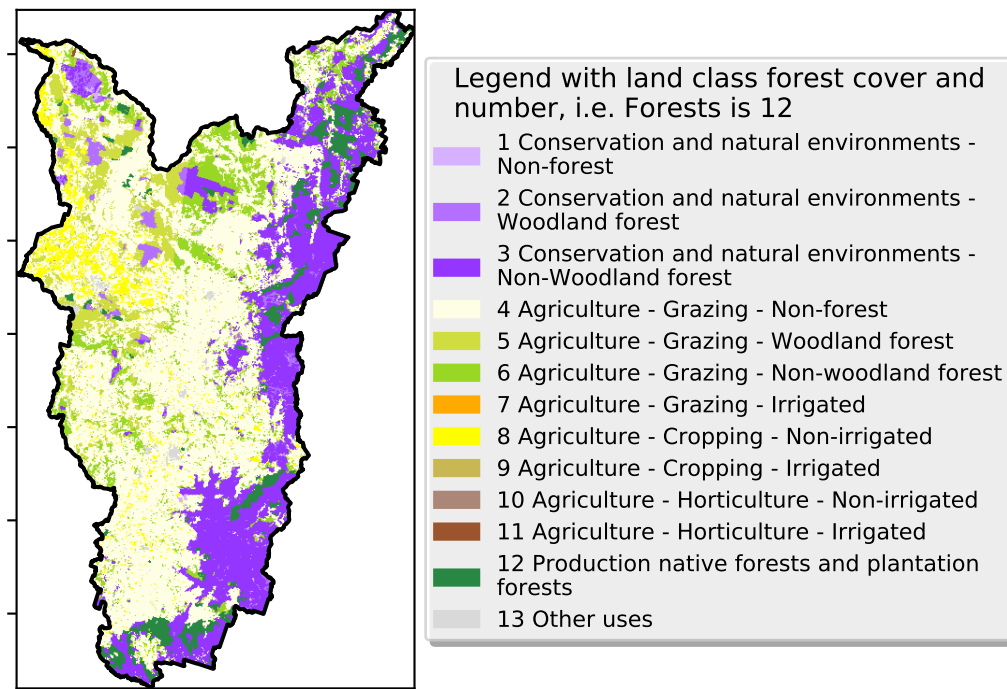 Legend with land class forest cover and
number, i.e. Forests is 12
1 Conservation and natural environments -
Non-forest
2 Conservation and natural environments -
Woodland forest
3 Conservation and natural environments -
Non-Woodland forest
4 Agriculture - Grazing - Non-forest
5 Agriculture - Grazing - Woodland forest
6 Agriculture - Grazing - Non-woodland forest
7 Agriculture - Grazing - Irrigated
8 Agriculture - Cropping - Non-irrigated
9 Agriculture - Cropping - Irrigated
10 Agriculture - Horticulture - Non-irrigated
11 Agriculture - Horticulture - Irrigated
12 Production native forests and plantation
forests
13 Other uses